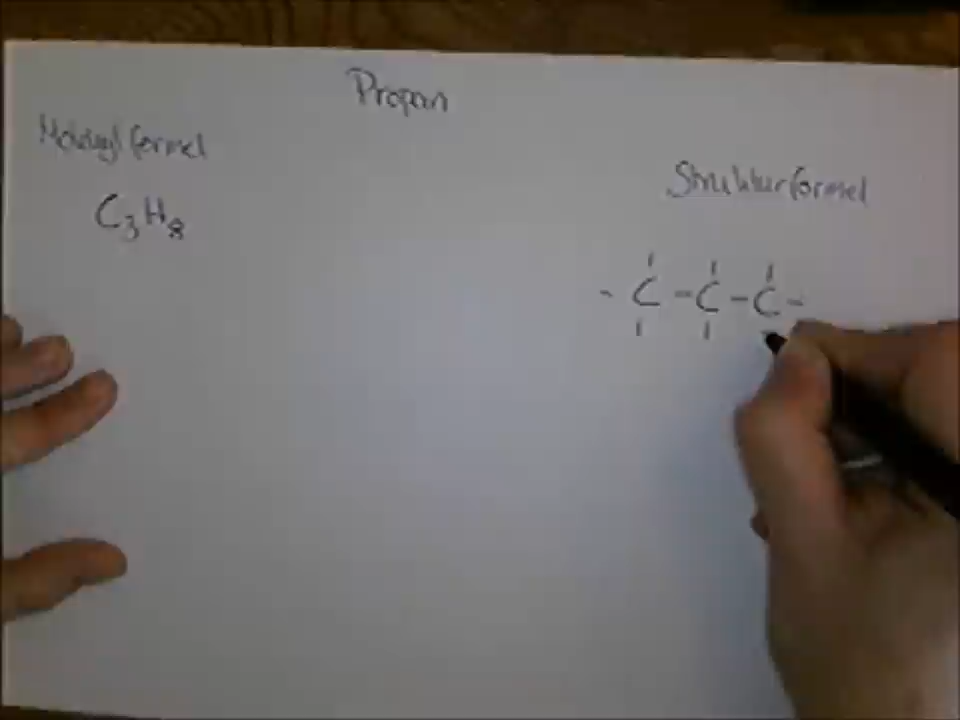 Propan
Molekylformel
Strukturformel
C₃H₈
- C - C - C -